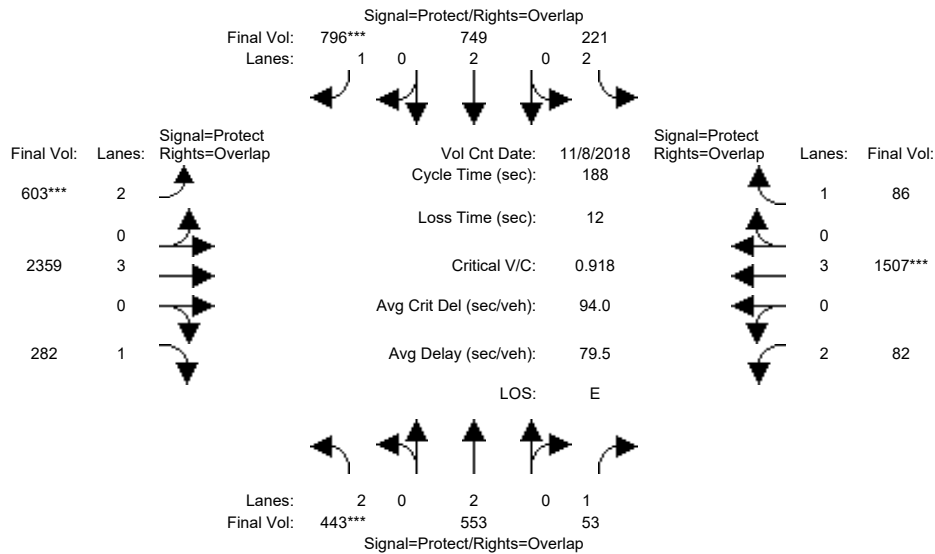 Signal=Protect/Rights=Overlap
Final Vol: 796*** 749 221
Lanes: 1 0 2 0 2
Signal=Protect
Final Vol: Lanes: Rights=Overlap
Vol Cnt Date: 11/8/2018
Signal=Protect
Rights=Overlap Lanes: Final Vol:
Cycle Time (sec): 188
603*** 2
1 86
Loss Time (sec): 12
0
0
2359 3
Critical V/C: 0.918
3 1507***
0
Avg Crit Del (sec/veh): 94.0
0
282 1
Avg Delay (sec/veh): 79.5
2 82
LOS: E
Lanes: 2 0 2 0 1
Final Vol: 443*** 553 53
Signal=Protect/Rights=Overlap